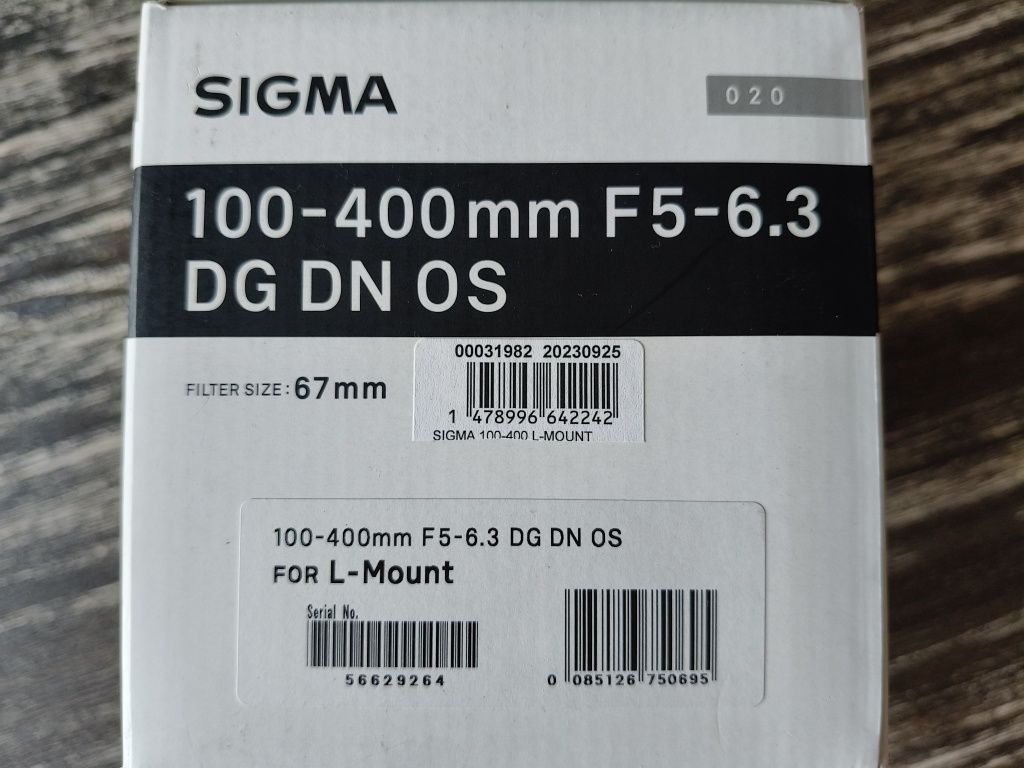 SIGMA
020
100-400mm F5-6.3
DG DN OS
FILTER SIZE: 67mm
00031982 20230925
1 478996 642242
SIGMA 100-400 L-MOUNT
100-400mm F5-6.3 DG DN OS
FOR L-Mount
Serial No.
56629264
0 085126 750695